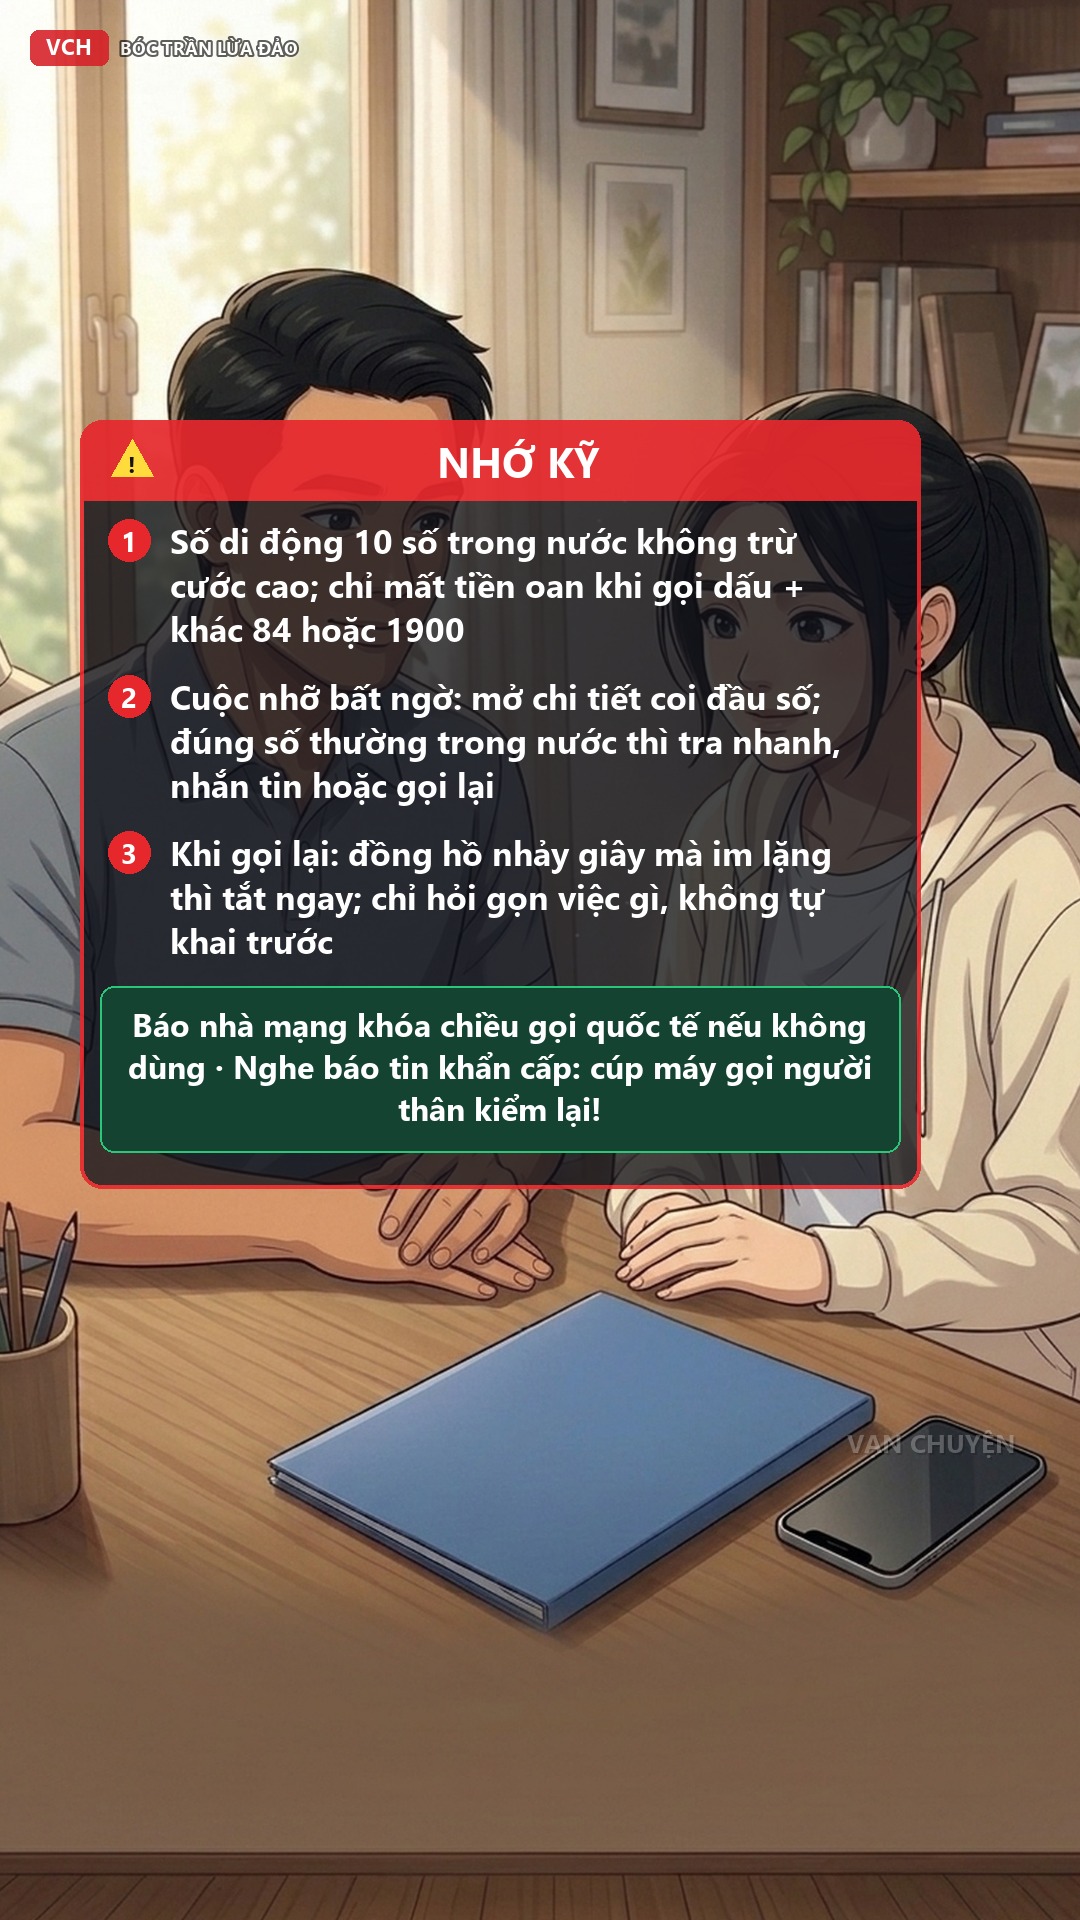 VCH BÓC TRẦN LỪA ĐẢO
NHỚ KỸ
1 Số di động 10 số trong nước không trừ
cước cao; chỉ mất tiền oan khi gọi dấu +
khác 84 hoặc 1900
2 Cuộc nhỡ bất ngờ: mở chi tiết coi đầu số;
đúng số thường trong nước thì tra nhanh,
nhắn tin hoặc gọi lại
3 Khi gọi lại: đồng hồ nhảy giây mà im lặng
thì tắt ngay; chỉ hỏi gọn việc gì, không tự
khai trước
Báo nhà mạng khóa chiều gọi quốc tế nếu không
dùng · Nghe báo tin khẩn cấp: cúp máy gọi người
thân kiểm lại!
VẠN CHUYỆN